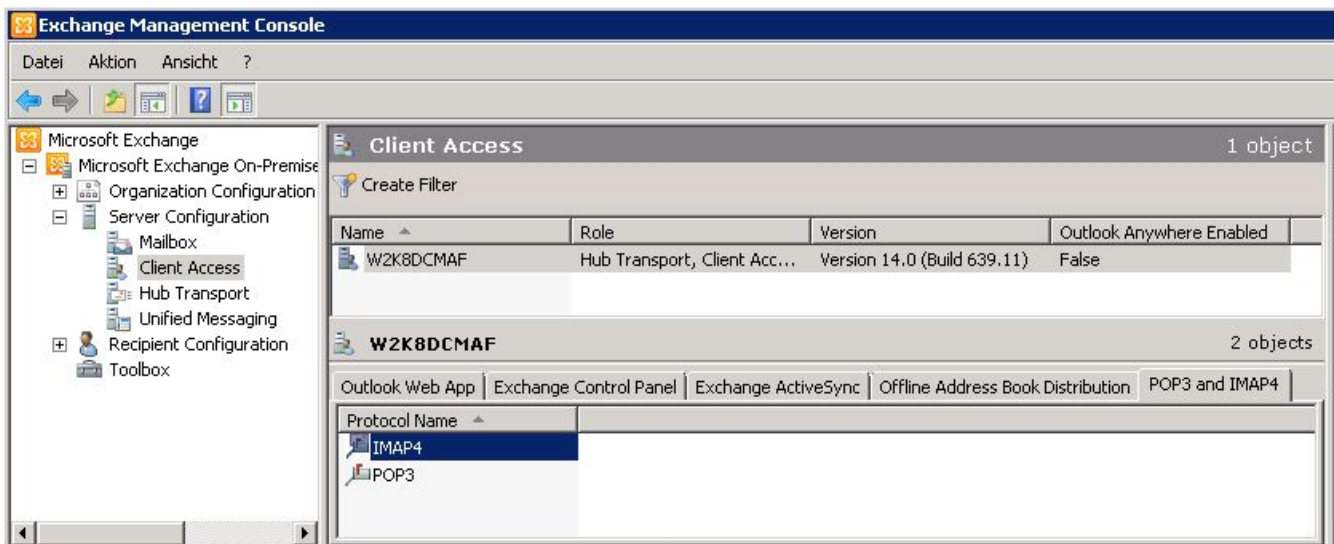 Exchange Management Console
Datei Aktion Ansicht ?
Microsoft Exchange
Microsoft Exchange On-Premise
Organization Configuration
Server Configuration
Mailbox
Client Access
Hub Transport
Unified Messaging
Recipient Configuration
Toolbox
Client Access 1 object
Create Filter
Name Role Version Outlook Anywhere Enabled
W2K8DCMAF Hub Transport, Client Acc... Version 14.0 (Build 639.11) False
W2K8DCMAF 2 objects
Outlook Web App Exchange Control Panel Exchange ActiveSync Offline Address Book Distribution POP3 and IMAP4
Protocol Name
IMAP4
POP3